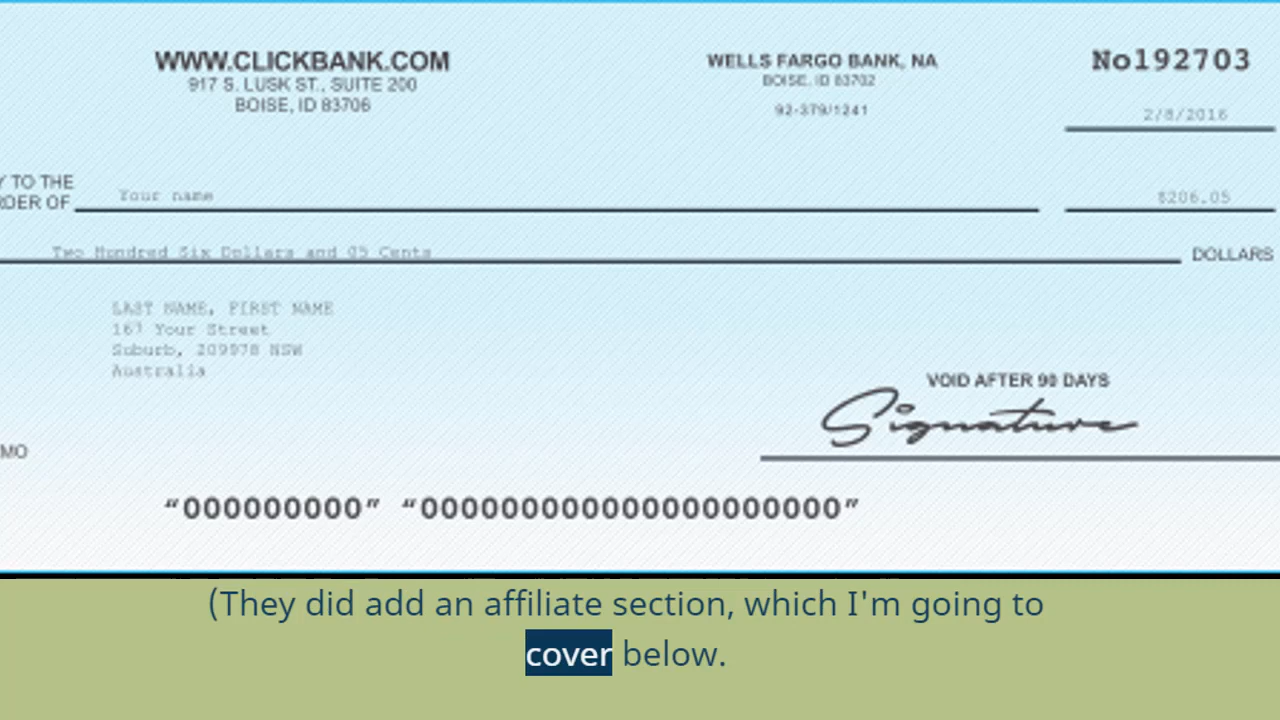 WWW.CLICKBANK.COM
917 S. LUSK ST., SUITE 200
BOISE, ID 83706
WELLS FARGO BANK, NA
BOISE, ID 83702
92-379/1241
No192703
2/8/2016
Y TO THE
RDER OF
Your name
$206.05
Two Hundred Six Dollars and 05 Cents
DOLLARS
LAST NAME, FIRST NAME
167 Your Street
Suburb, 209978 NSW
Australia
VOID AFTER 90 DAYS
Signature
MO
“000000000” “000000000000000000000”
(They did add an affiliate section, which I'm going to
cover below.